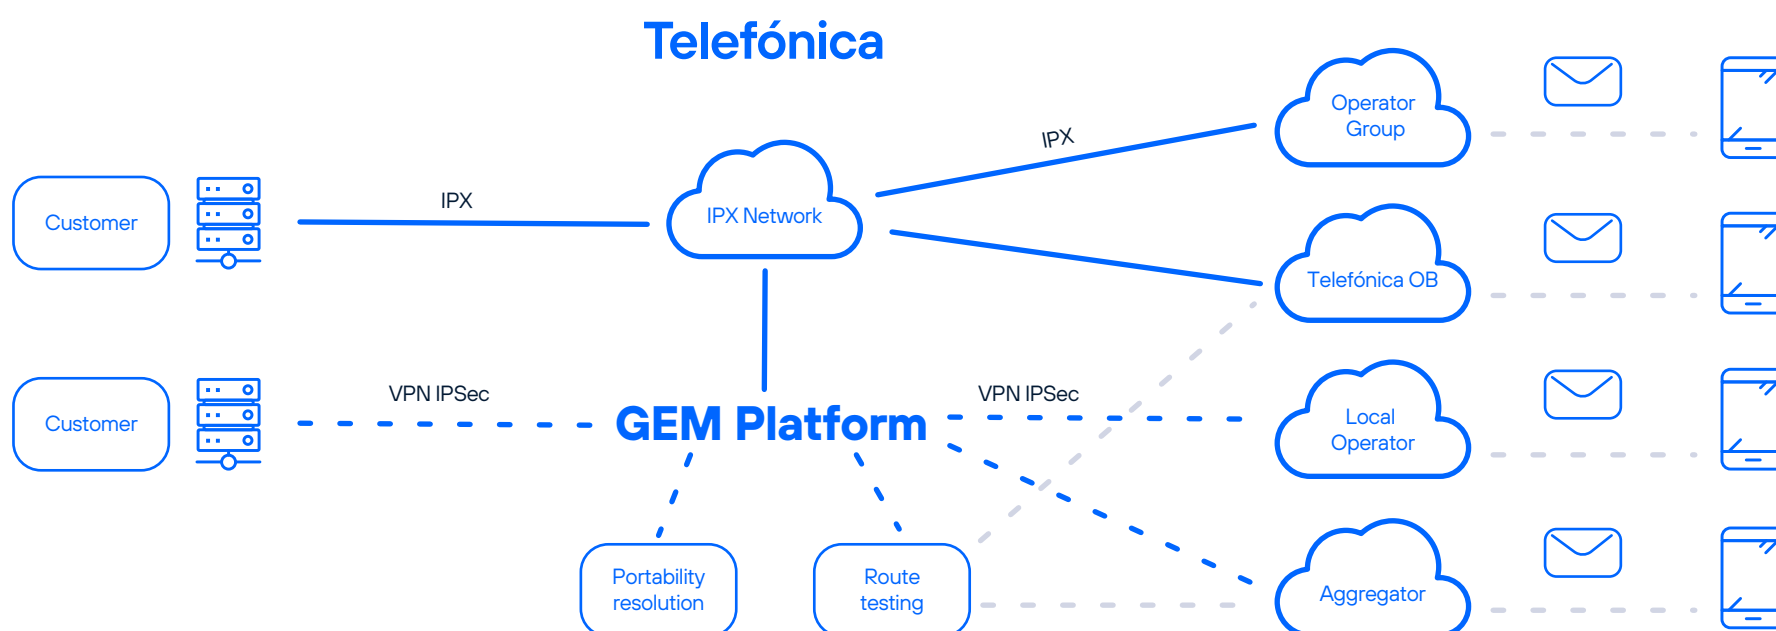 Telefónica
Operator
Group
IPX
Customer
IPX
IPX Network
Telefónica OB
Customer
VPN IPSec
GEM Platform
VPN IPSec
Local
Operator
Portability
resolution
Route
testing
Aggregator